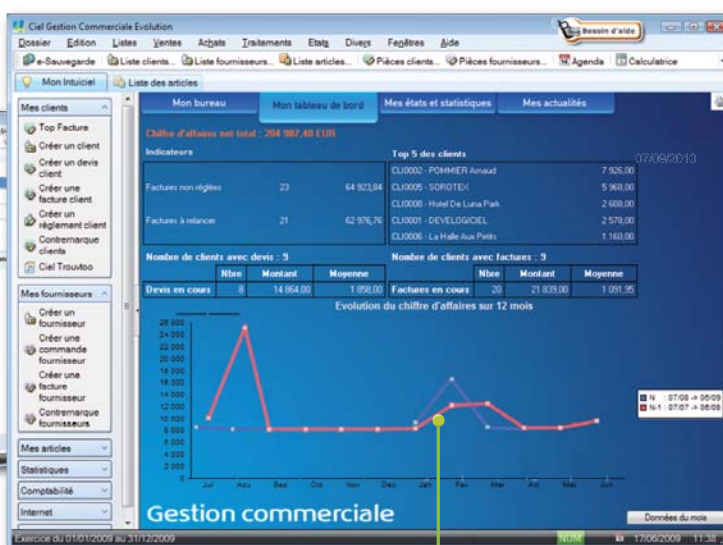 Ciel Gestion Commerciale Evolution
Besoin d'aide
Dossier Edition Listes Ventes Achats Traitements Etats Divers Fenêtres Aide
e-Sauvegarde Liste clients... Liste fournisseurs... Liste articles... Pièces clients... Pièces fournisseurs... Agenda Calculatrice
Mon Intuiciel Liste des articles
Mes clients
Top Facture
Créer un client
Créer un devis client
Créer une facture client
Créer un règlement client
Contremarque clients
Ciel Trouvtoo
Mes fournisseurs
Créer un fournisseur
Créer une commande fournisseur
Créer une facture fournisseur
Contremarque fournisseurs
Mes articles
Statistiques
Comptabilité
Internet
Mon bureau Mon tableau de bord Mes états et statistiques Mes actualités
Chiffre d'affaires net total : 204 987,40 EUR
07/09/2010
Indicateurs
Factures non réglées 23 64 923,84
Factures à relancer 21 62 976,76
Top 5 des clients
CLI0002 - POMMIER Arnaud 7 926,00
CLI0005 - SOROTEX 5 968,00
CLI0008 - Hotel De Luna Park 2 608,00
CLI0001 - DEVELOGICIEL 2 578,00
CLI0006 - La Halle Aux Petits 1 160,00
Nombre de clients avec devis : 9
Nbre Montant Moyenne
Devis en cours 8 14 864,00 1 858,00
Nombre de clients avec factures : 9
Nbre Montant Moyenne
Factures en cours 20 21 839,00 1 091,95
Evolution du chiffre d'affaires sur 12 mois
26 000
24 000
22 000
20 000
18 000
16 000
14 000
12 000
10 000
8 000
6 000
4 000
2 000
0
Jul Aou Sep Oct Nov Dec Jan Fev Mar Avr Mai Jun
N : 07/08 -> 06/09
N-1 : 07/07 -> 06/08
Gestion commerciale
Données du mois
Exercice du 01/01/2009 au 31/12/2009
NUM 17/06/2009 11:38